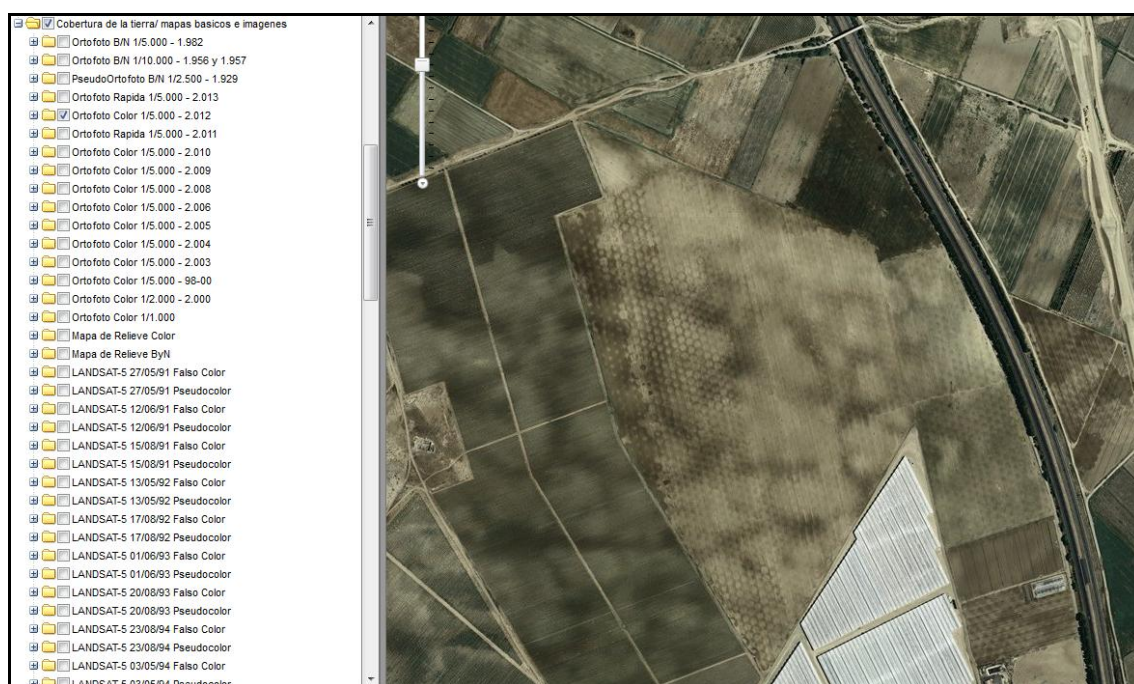 Cobertura de la tierra/ mapas basicos e imagenes
Ortofoto B/N 1/5.000 - 1.982
Ortofoto B/N 1/10.000 - 1.956 y 1.957
PseudoOrtofoto B/N 1/2.500 - 1.929
Ortofoto Rapida 1/5.000 - 2.013
Ortofoto Color 1/5.000 - 2.012
Ortofoto Rapida 1/5.000 - 2.011
Ortofoto Color 1/5.000 - 2.010
Ortofoto Color 1/5.000 - 2.009
Ortofoto Color 1/5.000 - 2.008
Ortofoto Color 1/5.000 - 2.006
Ortofoto Color 1/5.000 - 2.005
Ortofoto Color 1/5.000 - 2.004
Ortofoto Color 1/5.000 - 2.003
Ortofoto Color 1/5.000 - 98-00
Ortofoto Color 1/2.000 - 2.000
Ortofoto Color 1/1.000
Mapa de Relieve Color
Mapa de Relieve ByN
LANDSAT-5 27/05/91 Falso Color
LANDSAT-5 27/05/91 Pseudocolor
LANDSAT-5 12/06/91 Falso Color
LANDSAT-5 12/06/91 Pseudocolor
LANDSAT-5 15/08/91 Falso Color
LANDSAT-5 15/08/91 Pseudocolor
LANDSAT-5 13/05/92 Falso Color
LANDSAT-5 13/05/92 Pseudocolor
LANDSAT-5 17/08/92 Falso Color
LANDSAT-5 17/08/92 Pseudocolor
LANDSAT-5 01/06/93 Falso Color
LANDSAT-5 01/06/93 Pseudocolor
LANDSAT-5 20/08/93 Falso Color
LANDSAT-5 20/08/93 Pseudocolor
LANDSAT-5 23/08/94 Falso Color
LANDSAT-5 23/08/94 Pseudocolor
LANDSAT-5 03/05/94 Falso Color
LANDSAT-5 03/05/94 Pseudocolor